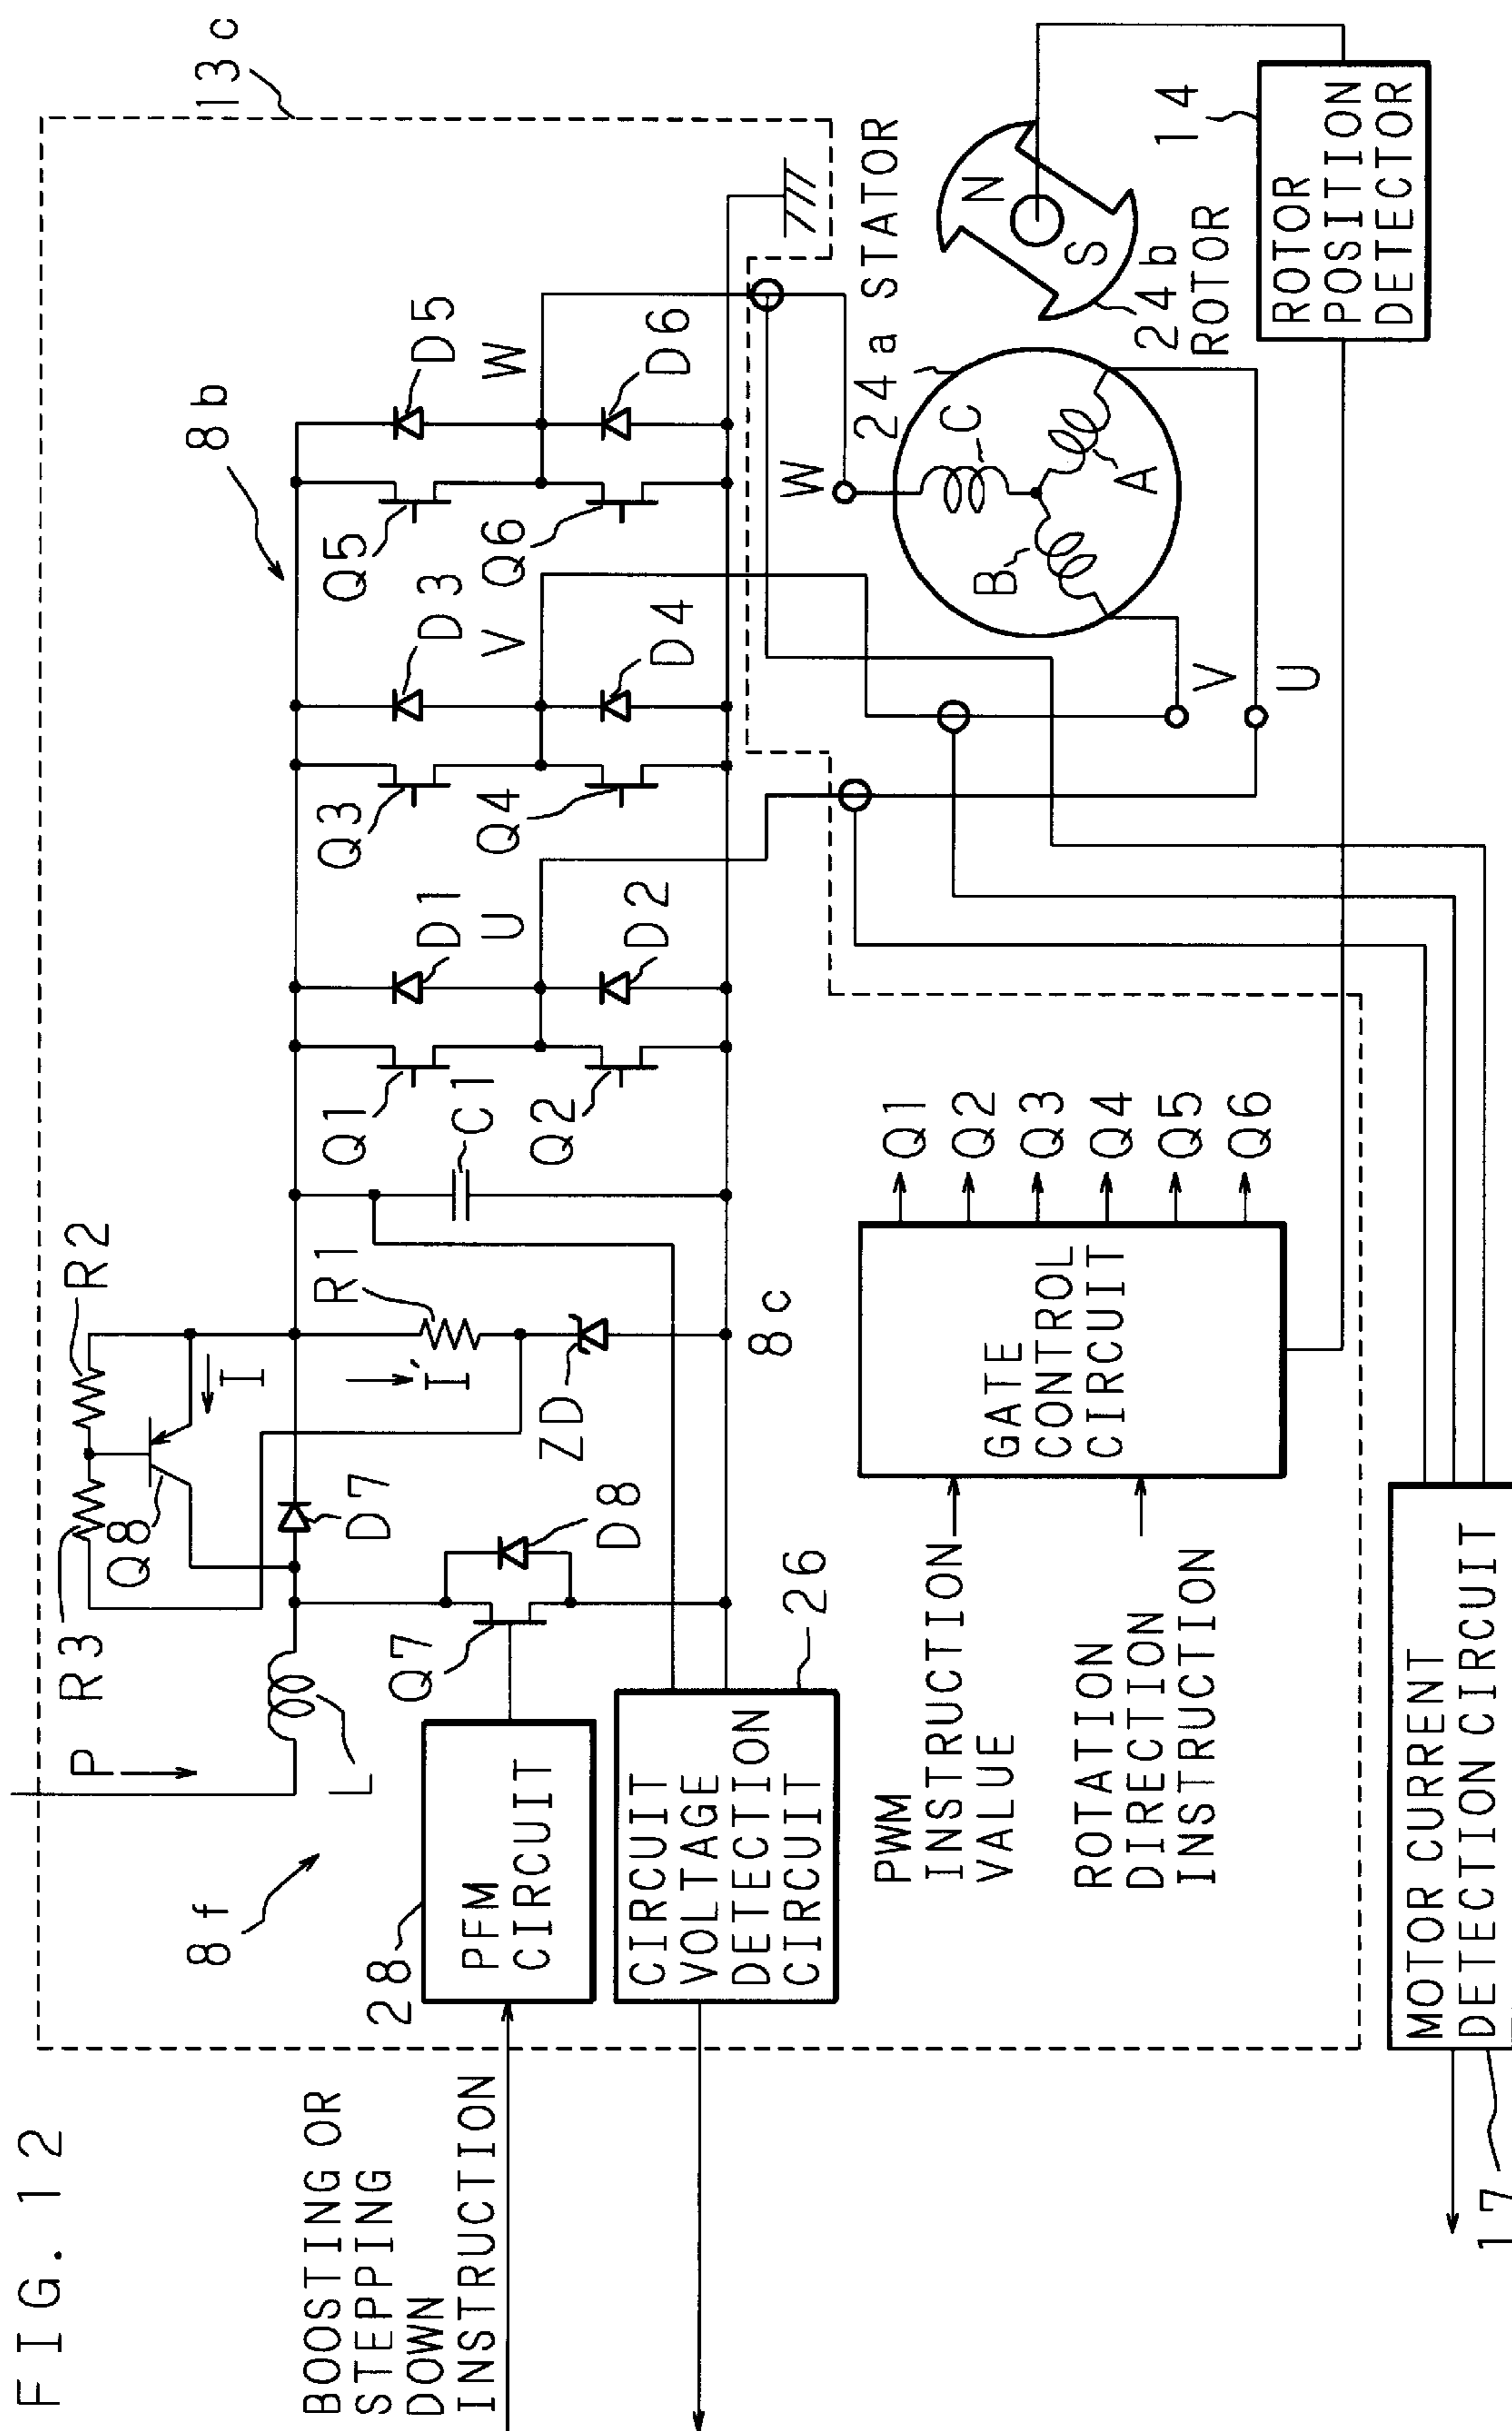 FIG. 12
BOOSTING OR
STEPPING
DOWN
INSTRUCTION
8f
P
L
R3
Q8
R2
I
D7
I'
R1
ZD
8c
Q7
D8
28
PFM
CIRCUIT
CIRCUIT
VOLTAGE
DETECTION
CIRCUIT
26
C1
8b
13c
Q1
D1
U
Q2
D2
Q3
D3
V
Q4
D4
Q5
D5
W
Q6
D6
PWM
INSTRUCTION
VALUE
ROTATION
DIRECTION
INSTRUCTION
GATE
CONTROL
CIRCUIT
Q1
Q2
Q3
Q4
Q5
Q6
W
V
U
24a STATOR
C
B
A
N
S
24b
ROTOR
14
ROTOR
POSITION
DETECTOR
MOTOR CURRENT
DETECTION CIRCUIT
17